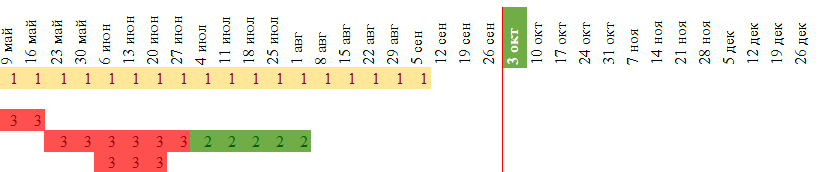 9 май
16 май
23 май
30 май
6 июн
13 июн
20 июн
27 июн
4 июл
11 июл
18 июл
25 июл
1 авг
8 авг
15 авг
22 авг
29 авг
5 сен
12 сен
19 сен
26 сен
3 окт
10 окт
17 окт
24 окт
31 окт
7 ноя
14 ноя
21 ноя
28 ноя
5 дек
12 дек
19 дек
26 дек
1 1 1 1 1 1 1 1 1 1 1 1 1 1 1 1 1 1
3 3
3 3 3 3 3 3 2 2 2 2 2
3 3 3